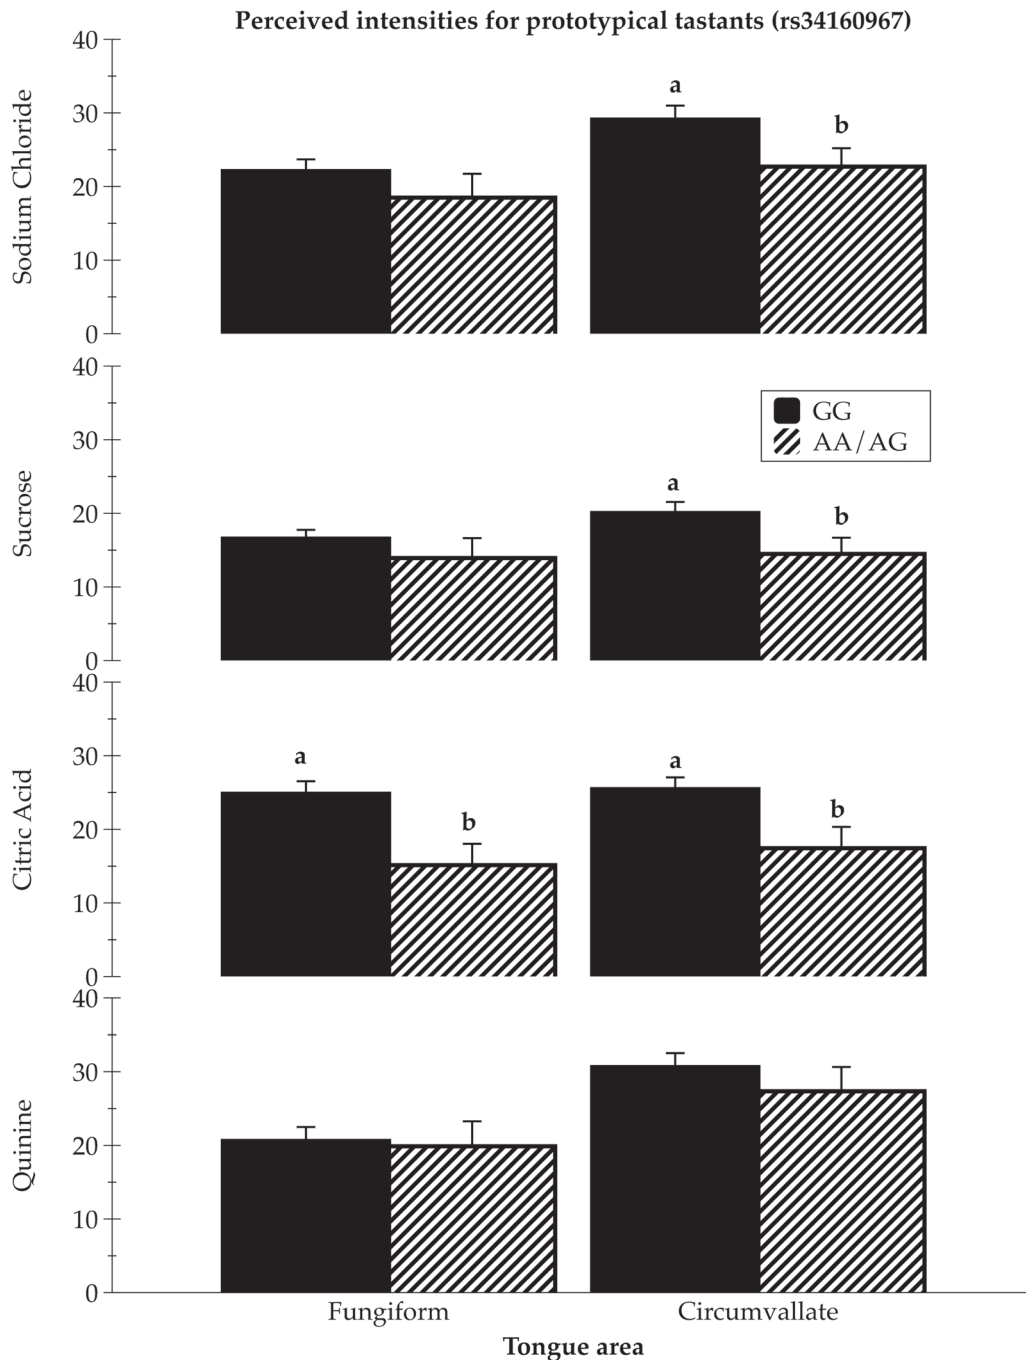 Perceived intensities for prototypical tastants (rs34160967)
40
30
20
10
0
Sodium Chloride
a
b
40
30
20
10
0
Sucrose
GG
AA/AG
a
b
40
30
20
10
0
Citric Acid
a
b
a
b
40
30
20
10
0
Quinine
Fungiform
Circumvallate
Tongue area